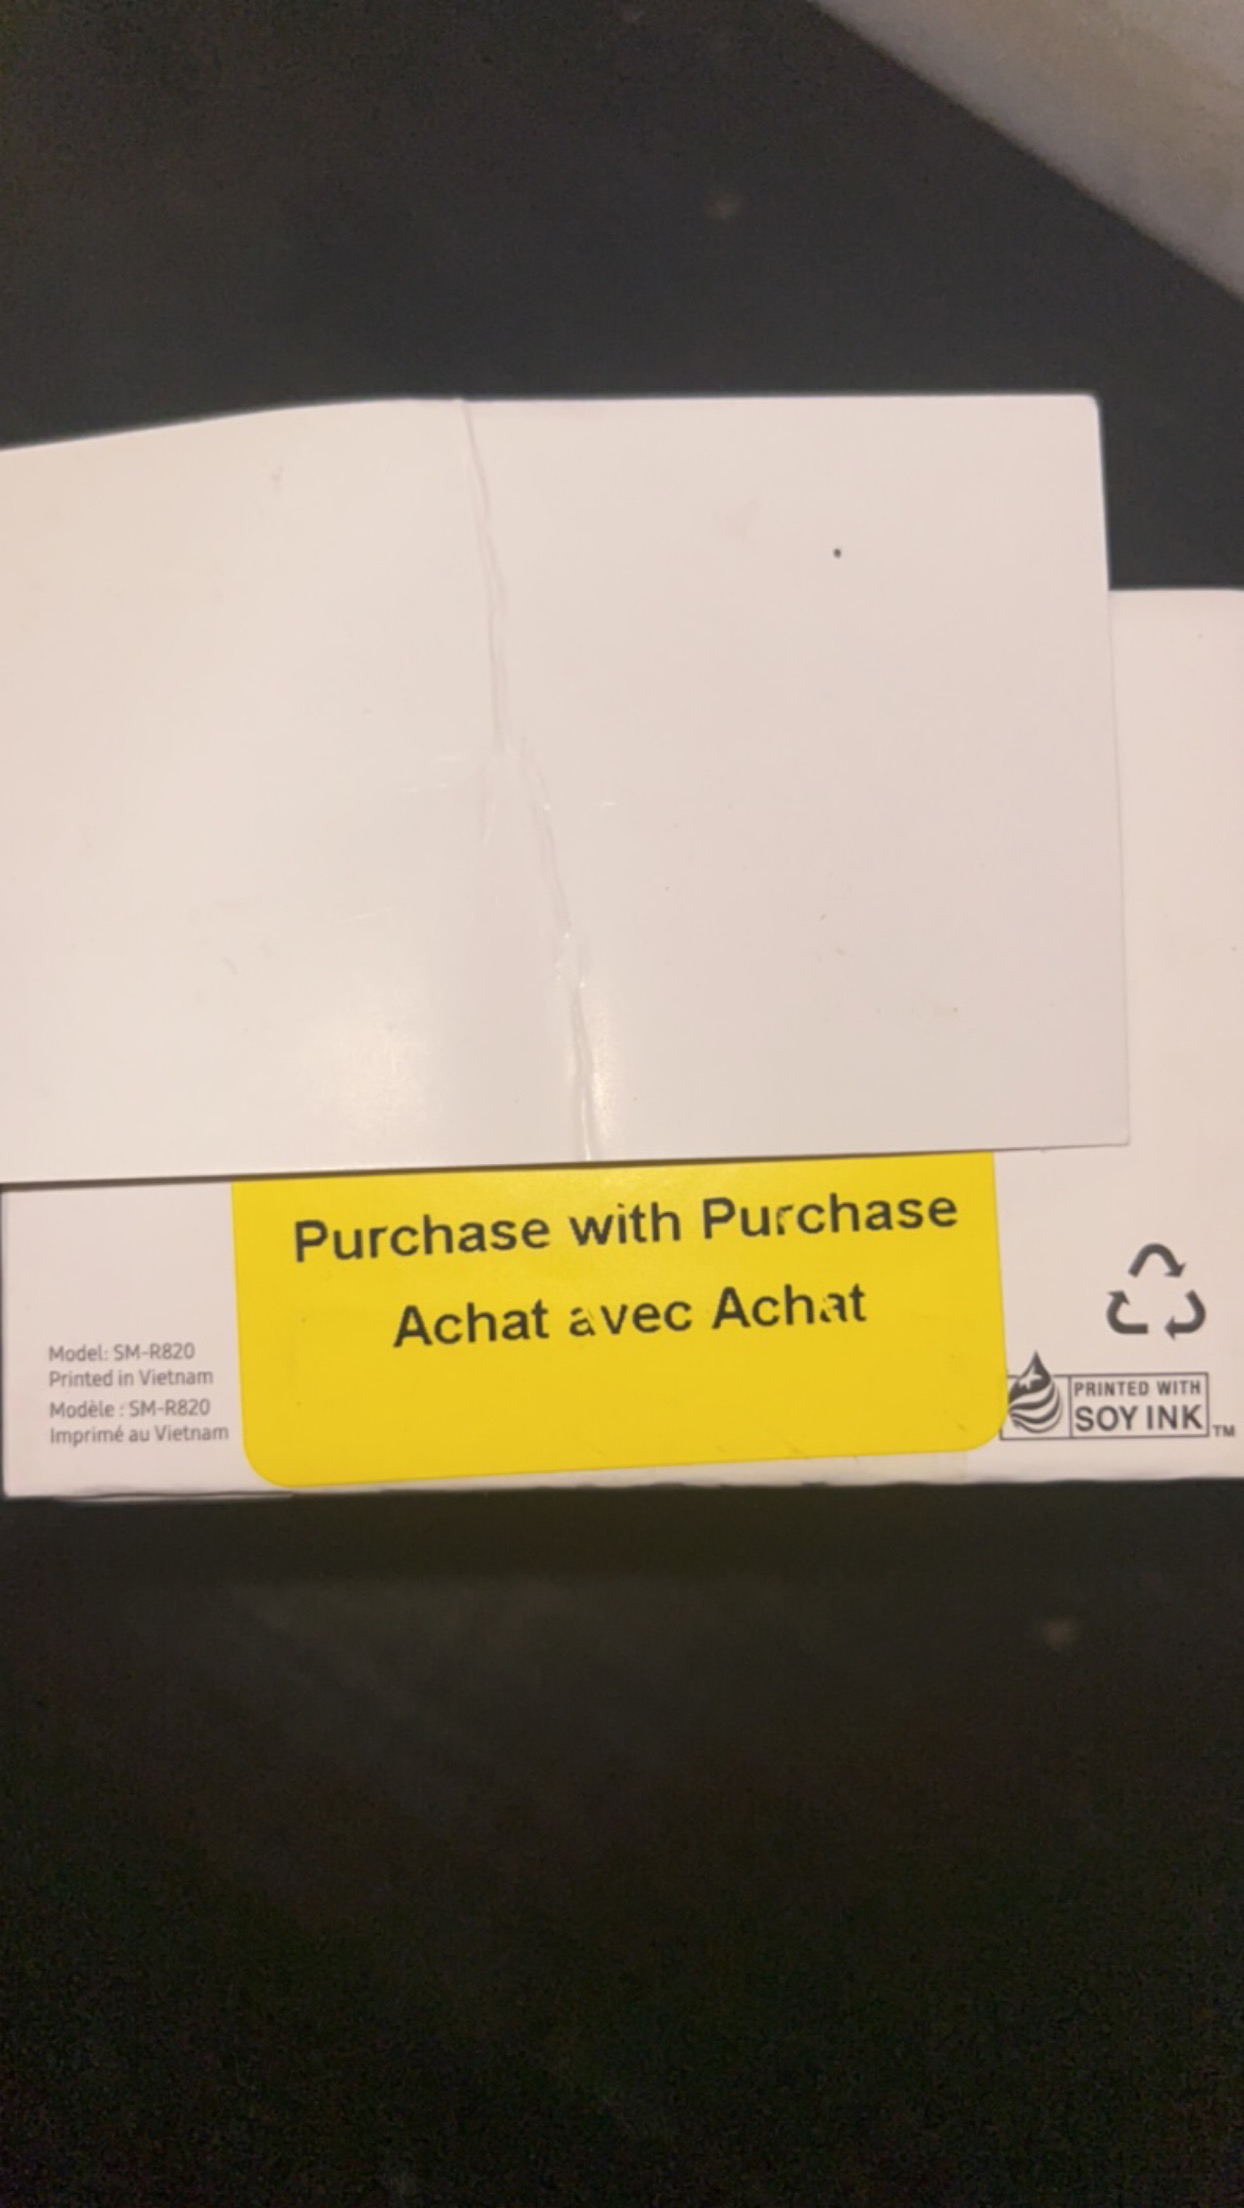 Purchase with Purchase
Achat avec Achat
Model: SM-R820
Printed in Vietnam
Modèle : SM-R820
Imprimé au Vietnam
PRINTED WITH
SOY INK TM